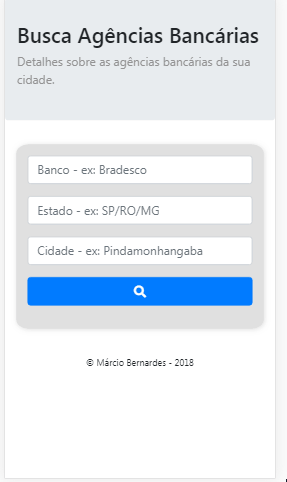 Busca Agências Bancárias
Detalhes sobre as agências bancárias da sua
cidade.
Banco - ex: Bradesco
Estado - ex: SP/RO/MG
Cidade - ex: Pindamonhangaba
© Márcio Bernardes - 2018